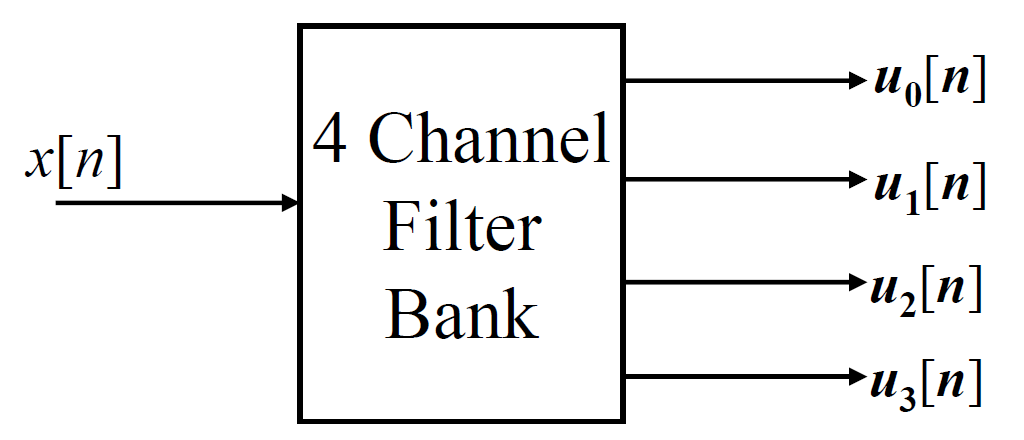 x[n]
4 Channel
Filter
Bank
u₀[n]
u₁[n]
u₂[n]
u₃[n]